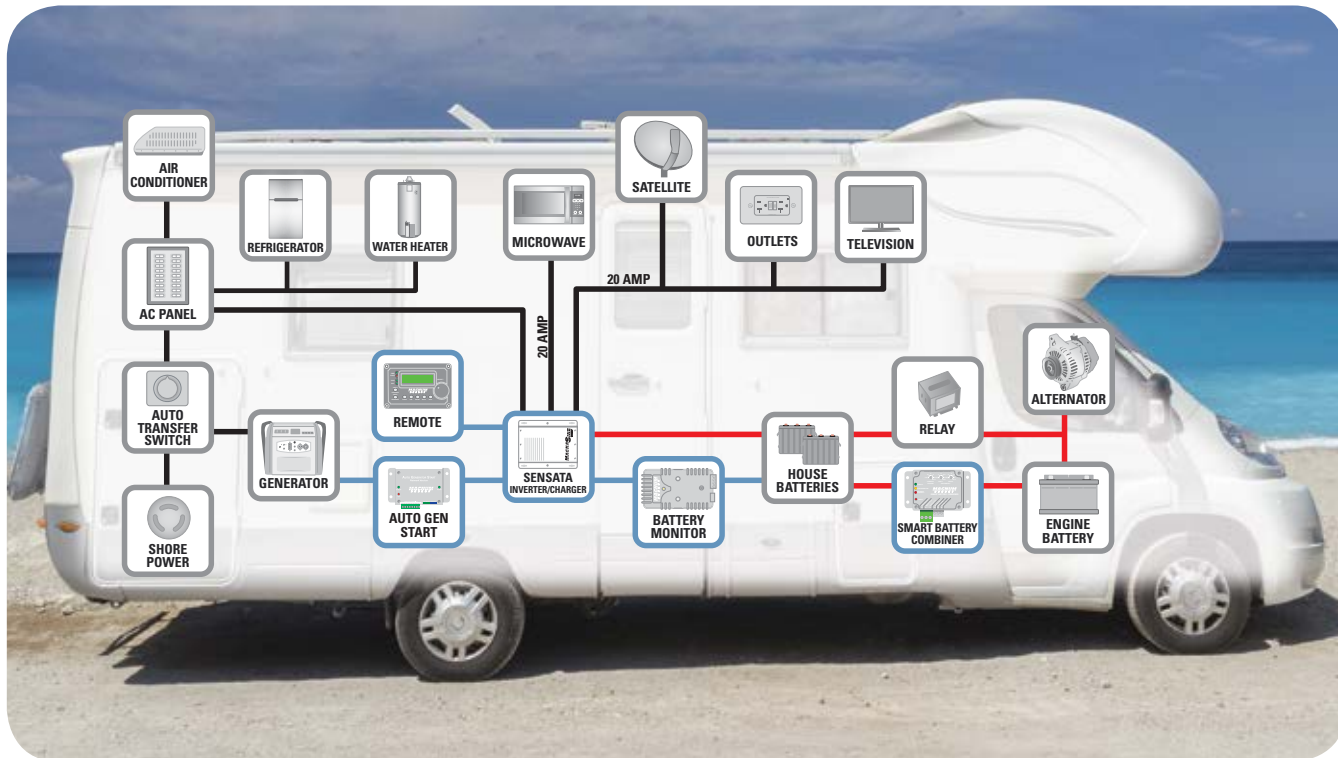 AIR
CONDITIONER
REFRIGERATOR
WATER HEATER
MICROWAVE
SATELLITE
OUTLETS
TELEVISION
AC PANEL
20 AMP
20 AMP
AUTO
TRANSFER
SWITCH
REMOTE
RELAY
ALTERNATOR
GENERATOR
SENSATA
INVERTER/CHARGER
HOUSE
BATTERIES
AUTO GEN
START
BATTERY
MONITOR
SMART BATTERY
COMBINER
ENGINE
BATTERY
SHORE
POWER